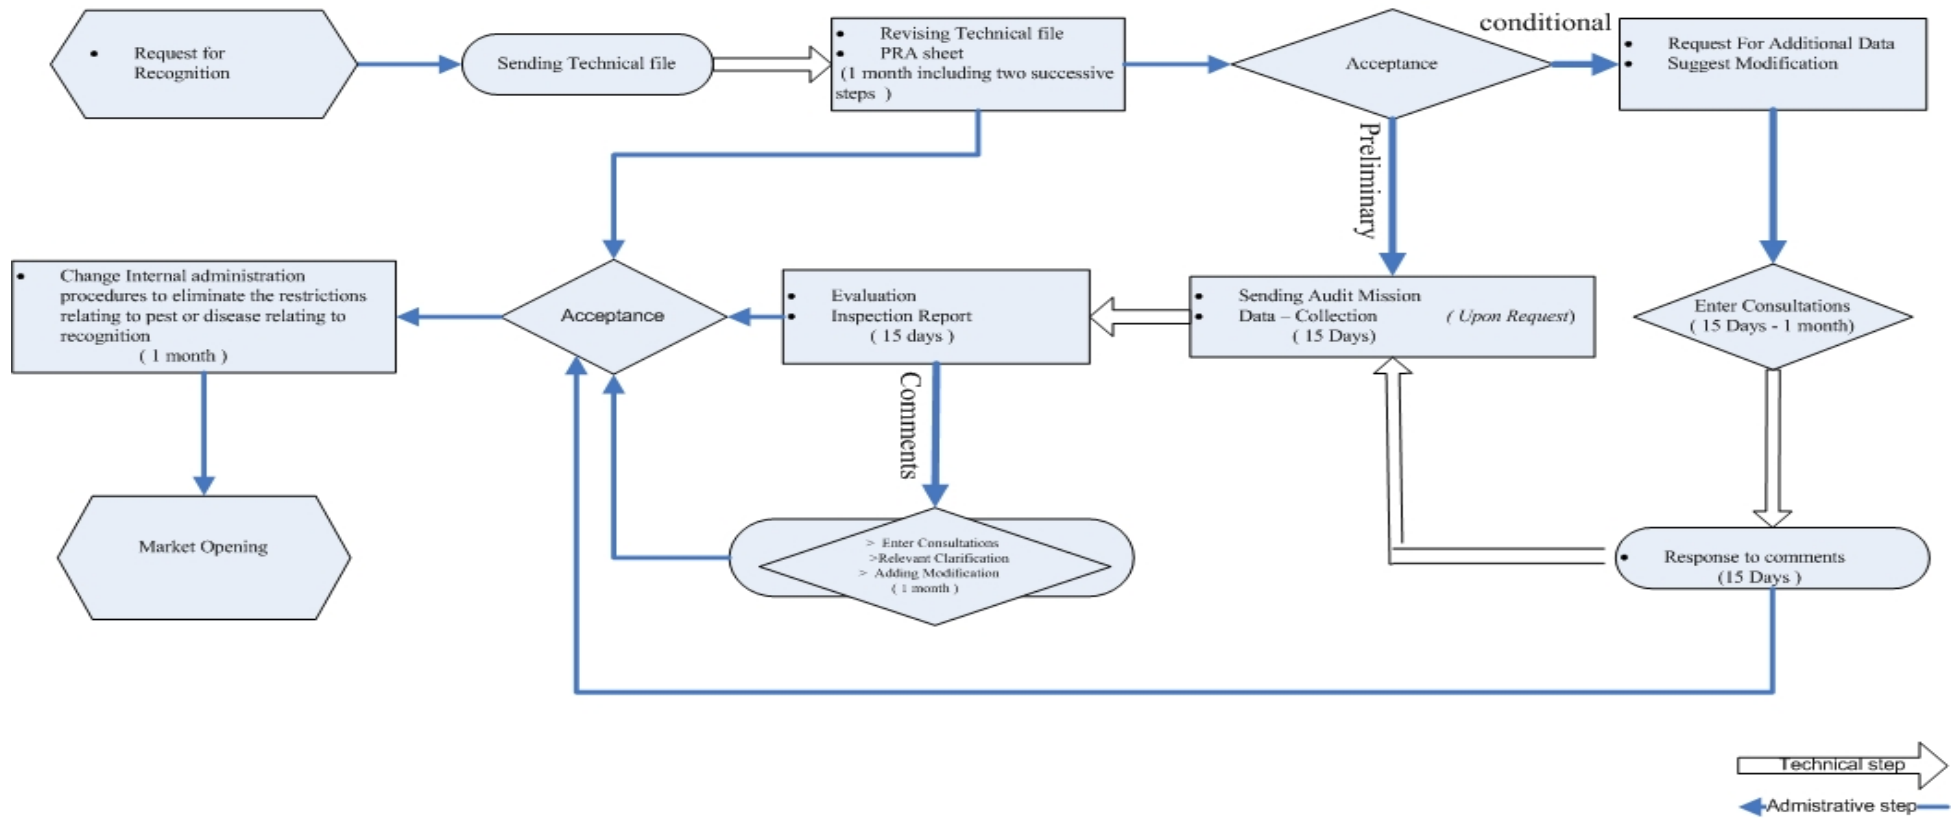 • Request for
Recognition
Sending Technical file
• Revising Technical file
• PRA sheet
(1 month including two successive
steps )
Acceptance
conditional
• Request For Additional Data
• Suggest Modification
Preliminary
• Change Internal administration
procedures to eliminate the restrictions
relating to pest or disease relating to
recognition
( 1 month )
Acceptance
• Evaluation
• Inspection Report
( 15 days )
• Sending Audit Mission
• Data – Collection ( Upon Request)
( 15 Days)
Enter Consultations
( 15 Days - 1 month)
Comments
Market Opening
> Enter Consultations
>Relevant Clarification
> Adding Modification
( 1 month )
• Response to comments
(15 Days )
Technical step
Admistrative step